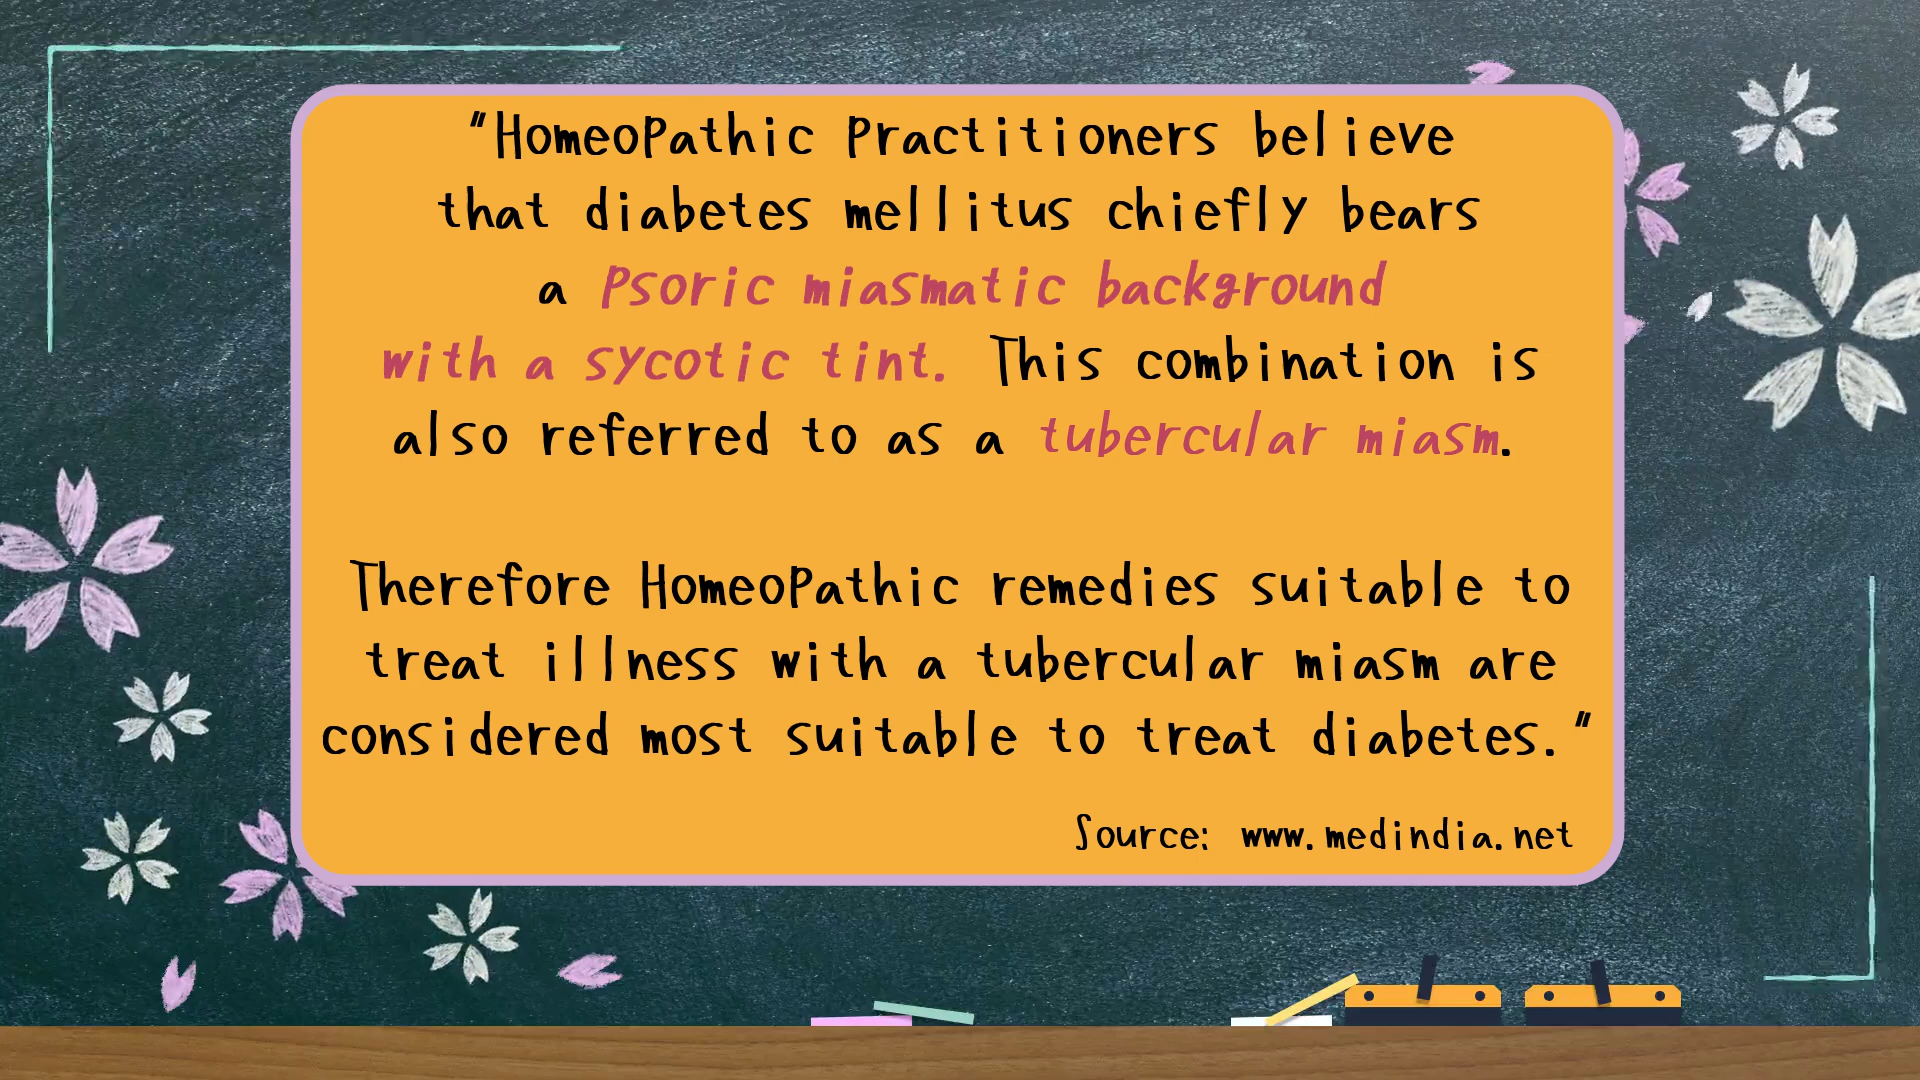 "Homeopathic Practitioners believe
that diabetes mellitus chiefly bears
a Psoric miasmatic background
with a sycotic tint. This combination is
also referred to as a tubercular miasm.
Therefore Homeopathic remedies suitable to
treat illness with a tubercular miasm are
considered most suitable to treat diabetes."
Source: www.medindia.net